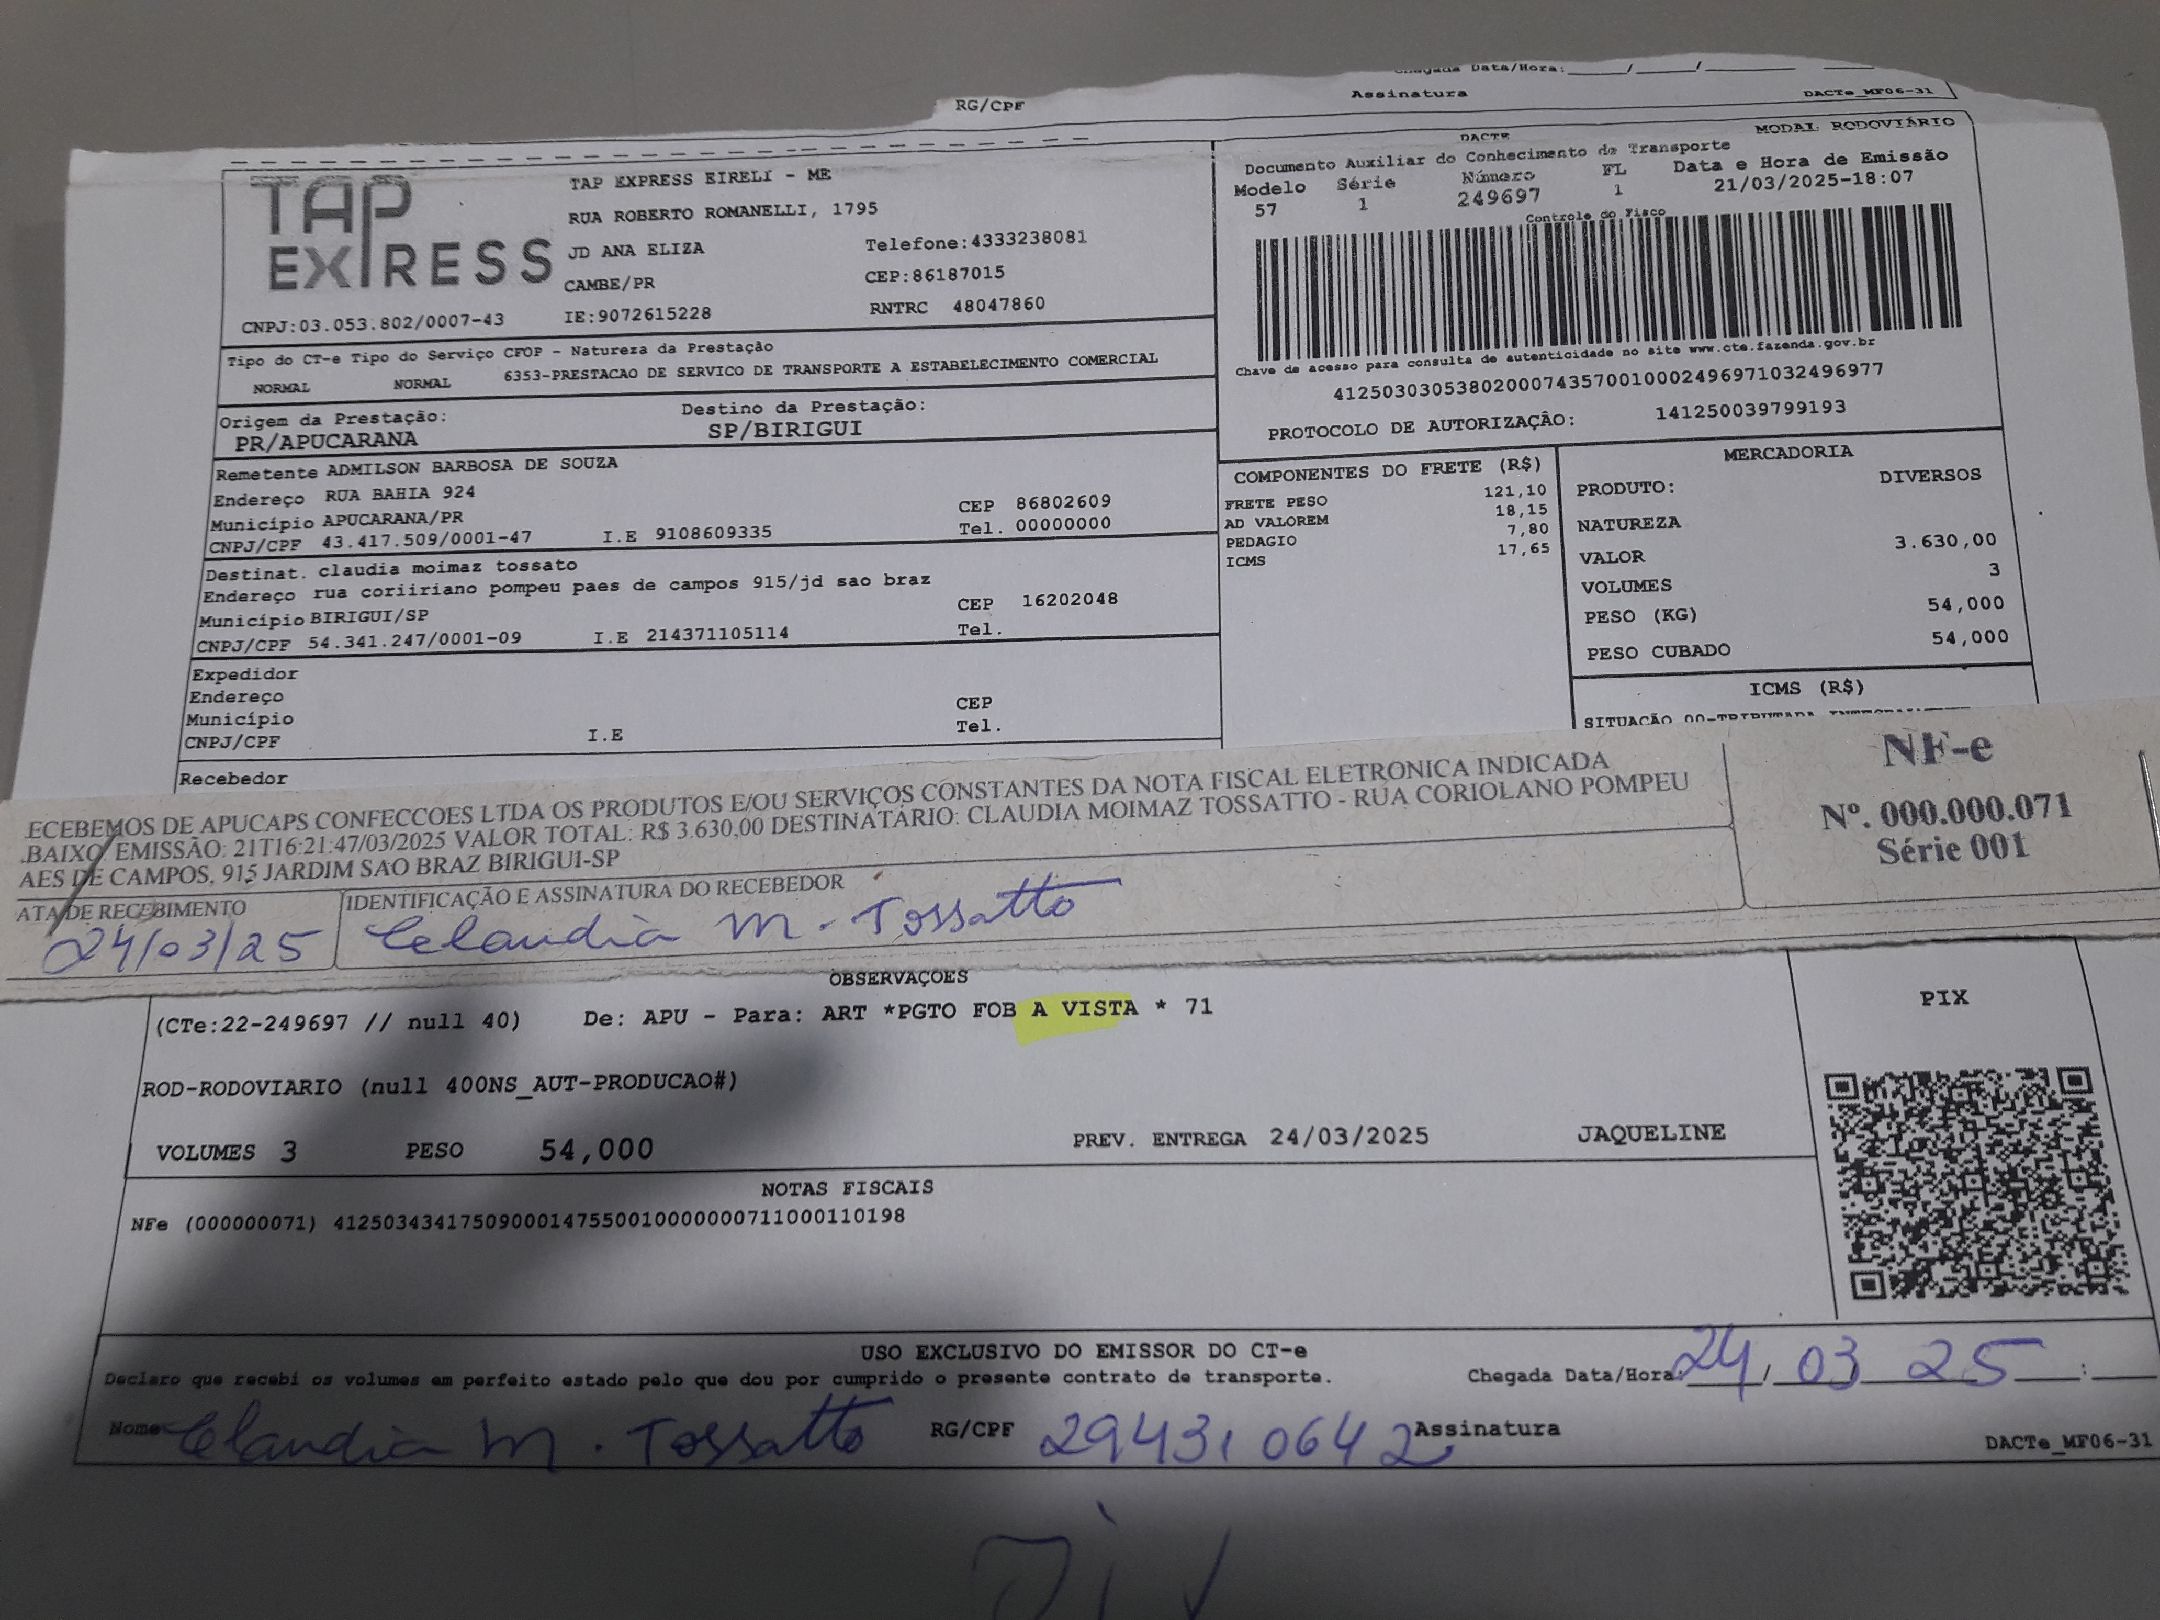 Chegada Data/Hora:_____/_____/________
RG/CPF
Assinatura
DACTe_MF06-31
TAP EXPRESS
TAP EXPRESS EIRELI - ME
RUA ROBERTO ROMANELLI, 1795
JD ANA ELIZA
Telefone:4333238081
CAMBE/PR
CEP:86187015
CNPJ:03.053.802/0007-43
IE:9072615228
RNTRC 48047860
DACTE
MODAL RODOVIÁRIO
Documento Auxiliar do Conhecimento de Transporte
Modelo Série Número FL Data e Hora de Emissão
57 1 249697 1 21/03/2025-18:07
Controle do Fisco
Chave de acesso para consulta de autenticidade no site www.cte.fazenda.gov.br
41250303053802000743570010002496971032496977
PROTOCOLO DE AUTORIZAÇÃO: 141250039799193
Tipo do CT-e Tipo do Serviço CFOP - Natureza da Prestação
NORMAL NORMAL 6353-PRESTACAO DE SERVICO DE TRANSPORTE A ESTABELECIMENTO COMERCIAL
Origem da Prestação: Destino da Prestação:
PR/APUCARANA SP/BIRIGUI
Remetente ADMILSON BARBOSA DE SOUZA
Endereço RUA BAHIA 924
CEP 86802609
Município APUCARANA/PR
Tel. 00000000
CNPJ/CPF 43.417.509/0001-47 I.E 9108609335
Destinat. claudia moimaz tossato
Endereço rua coriiriano pompeu paes de campos 915/jd sao braz
CEP 16202048
Município BIRIGUI/SP
Tel.
CNPJ/CPF 54.341.247/0001-09 I.E 214371105114
Expedidor
Endereço
CEP
Município
Tel.
CNPJ/CPF I.E
Recebedor
COMPONENTES DO FRETE (R$)
FRETE PESO 121,10
AD VALOREM 18,15
PEDAGIO 7,80
ICMS 17,65
MERCADORIA
PRODUTO: DIVERSOS
NATUREZA
VALOR 3.630,00
VOLUMES 3
PESO (KG) 54,000
PESO CUBADO 54,000
ICMS (R$)
SITUAÇÃO 00-TRIBUTADA
ECEBEMOS DE APUCAPS CONFECCOES LTDA OS PRODUTOS E/OU SERVIÇOS CONSTANTES DA NOTA FISCAL ELETRONICA INDICADA
.BAIXO. EMISSÃO: 21T16:21:47/03/2025 VALOR TOTAL: R$ 3.630,00 DESTINATÁRIO: CLAUDIA MOIMAZ TOSSATTO - RUA CORIOLANO POMPEU
AES DE CAMPOS, 915 JARDIM SAO BRAZ BIRIGUI-SP
NF-e
Nº. 000.000.071
Série 001
ATA DE RECEBIMENTO
IDENTIFICAÇÃO E ASSINATURA DO RECEBEDOR
24/03/25
Claudia M. Tossatto
OBSERVAÇOES
(CTe:22-249697 // null 40) De: APU - Para: ART *PGTO FOB A VISTA * 71
ROD-RODOVIARIO (null 400NS_AUT-PRODUCAO#)
VOLUMES 3 PESO 54,000 PREV. ENTREGA 24/03/2025 JAQUELINE
PIX
NOTAS FISCAIS
NFe (000000071) 41250343417509000147550010000000711000110198
USO EXCLUSIVO DO EMISSOR DO CT-e
Declaro que recebi os volumes em perfeito estado pelo que dou por cumprido o presente contrato de transporte.
Chegada Data/Hora: 24/03 25 ___:___
Nome Claudia M. Tossatto RG/CPF 294310642 Assinatura
DACTe_MF06-31